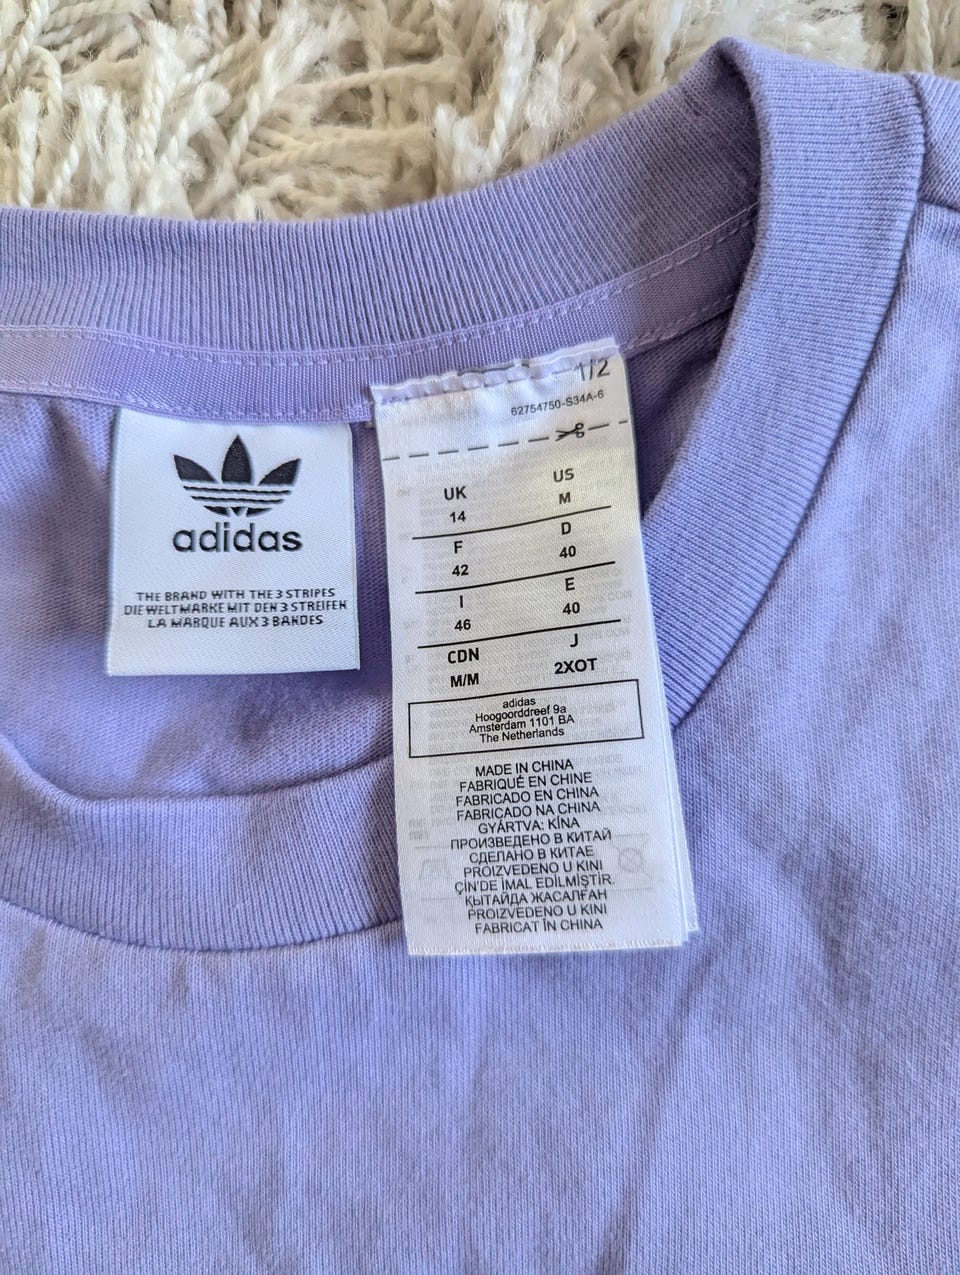 adidas
THE BRAND WITH THE 3 STRIPES
DIE WELTMARKE MIT DEN 3 STREIFEN
LA MARQUE AUX 3 BANDES
1/2
62754750-S34A-6
UK US
14 M
F D
42 40
I E
46 40
CDN J
M/M 2XOT
adidas
Hoogoorddreef 9a
Amsterdam 1101 BA
The Netherlands
MADE IN CHINA
FABRIQUÉ EN CHINE
FABRICADO EN CHINA
FABRICADO NA CHINA
GYÁRTVA: KÍNA
ПРОИЗВЕДЕНО В КИТАЙ
СДЕЛАНО В КИТАЕ
PROIZVEDENO U KINI
ÇİN'DE İMAL EDİLMİŞTİR.
ҚЫТАЙДА ЖАСАЛҒАН
PROIZVEDENO U KINI
FABRICAT ÎN CHINA